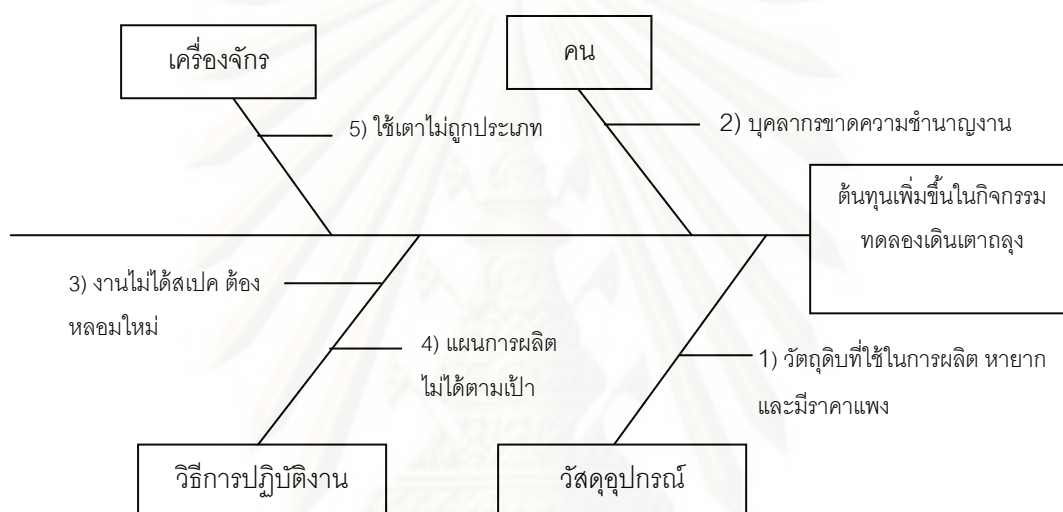 เครื่องจักร
คน
5) ใช้เตาไม่ถูกประเภท
2) บุคลากรขาดความชำนาญงาน
ต้นทุนเพิ่มขึ้นในกิจกรรม
ทดลองเดินเตาถลุง
3) งานไม่ได้สเปค ต้อง
หลอมใหม่
4) แผนการผลิต
ไม่ได้ตามเป้า
1) วัตถุดิบที่ใช้ในการผลิต หายาก
และมีราคาแพง
วิธีการปฏิบัติงาน
วัสดุอุปกรณ์